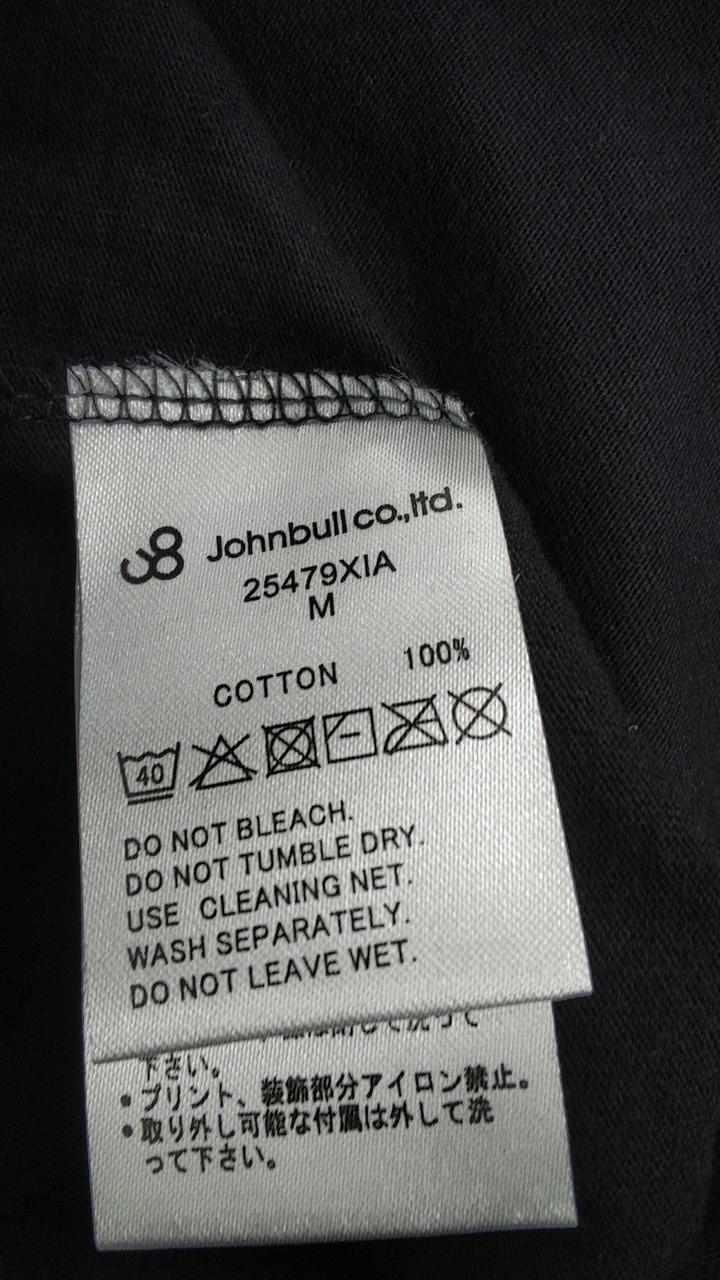 Johnbull co.,ltd.
25479XIA
M
COTTON 100%
40
DO NOT BLEACH.
DO NOT TUMBLE DRY.
USE CLEANING NET.
WASH SEPARATELY.
DO NOT LEAVE WET.
下さい。
●プリント、装飾部分アイロン禁止。
●取り外し可能な付属は外して洗
って下さい。